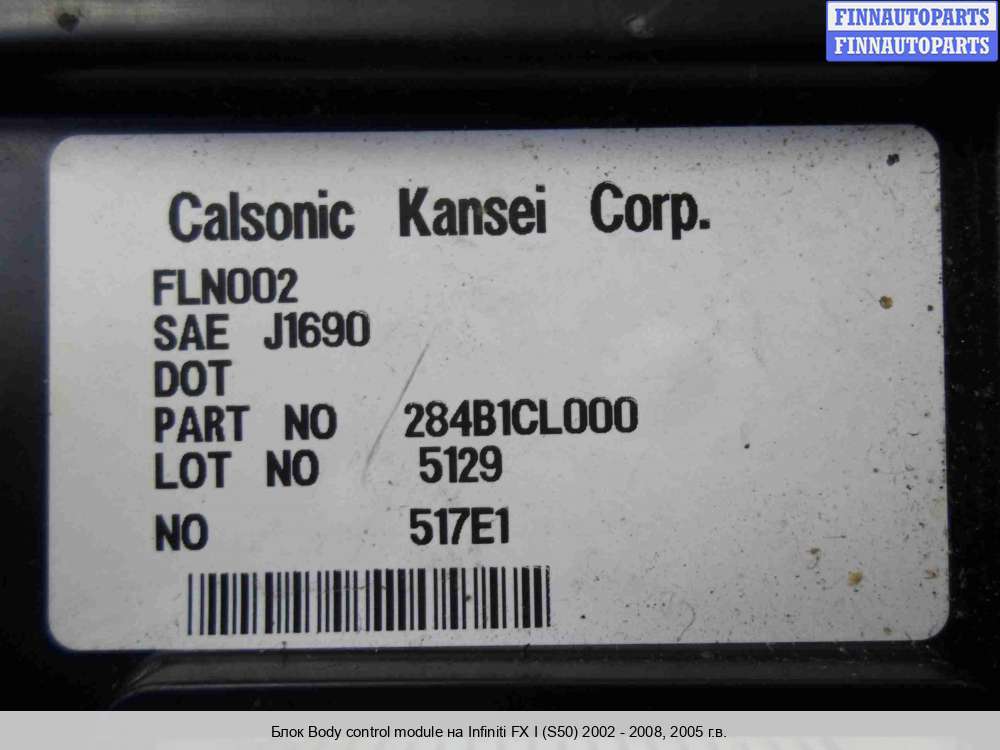 FINNAUTOPARTS
FINNAUTOPARTS
Calsonic Kansei Corp.
FLN002
SAE J1690
DOT
PART NO 284B1CL000
LOT NO 5129
NO 517E1
Блок Body control module на Infiniti FX I (S50) 2002 - 2008, 2005 г.в.